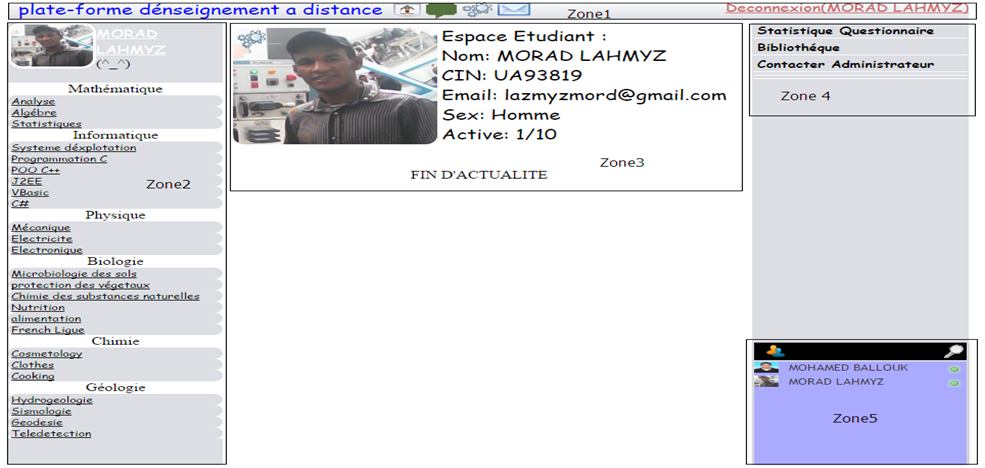 plate-forme dénseignement a distance
Zone1
Deconnexion(MORAD LAHMYZ)
MORAD
LAHMYZ
(^_^)
Mathématique
Analyse
Algébre
Statistiques
Informatique
Systeme déxplotation
Programmation C
POO C++
J2EE
VBasic
C#
Zone2
Physique
Mécanique
Electricite
Electronique
Biologie
Microbiologie des sols
protection des végetaux
Chimie des substances naturelles
Nutrition
alimentation
French Ligue
Chimie
Cosmetology
Clothes
Cooking
Géologie
Hydrogeologie
Sismologie
Geodesie
Teledetection
Espace Etudiant :
Nom: MORAD LAHMYZ
CIN: UA93819
Email: lazmyzmord@gmail.com
Sex: Homme
Active: 1/10
Zone3
FIN D'ACTUALITE
Statistique Questionnaire
Bibliothéque
Contacter Administrateur
Zone 4
MOHAMED BALLOUK
MORAD LAHMYZ
Zone5